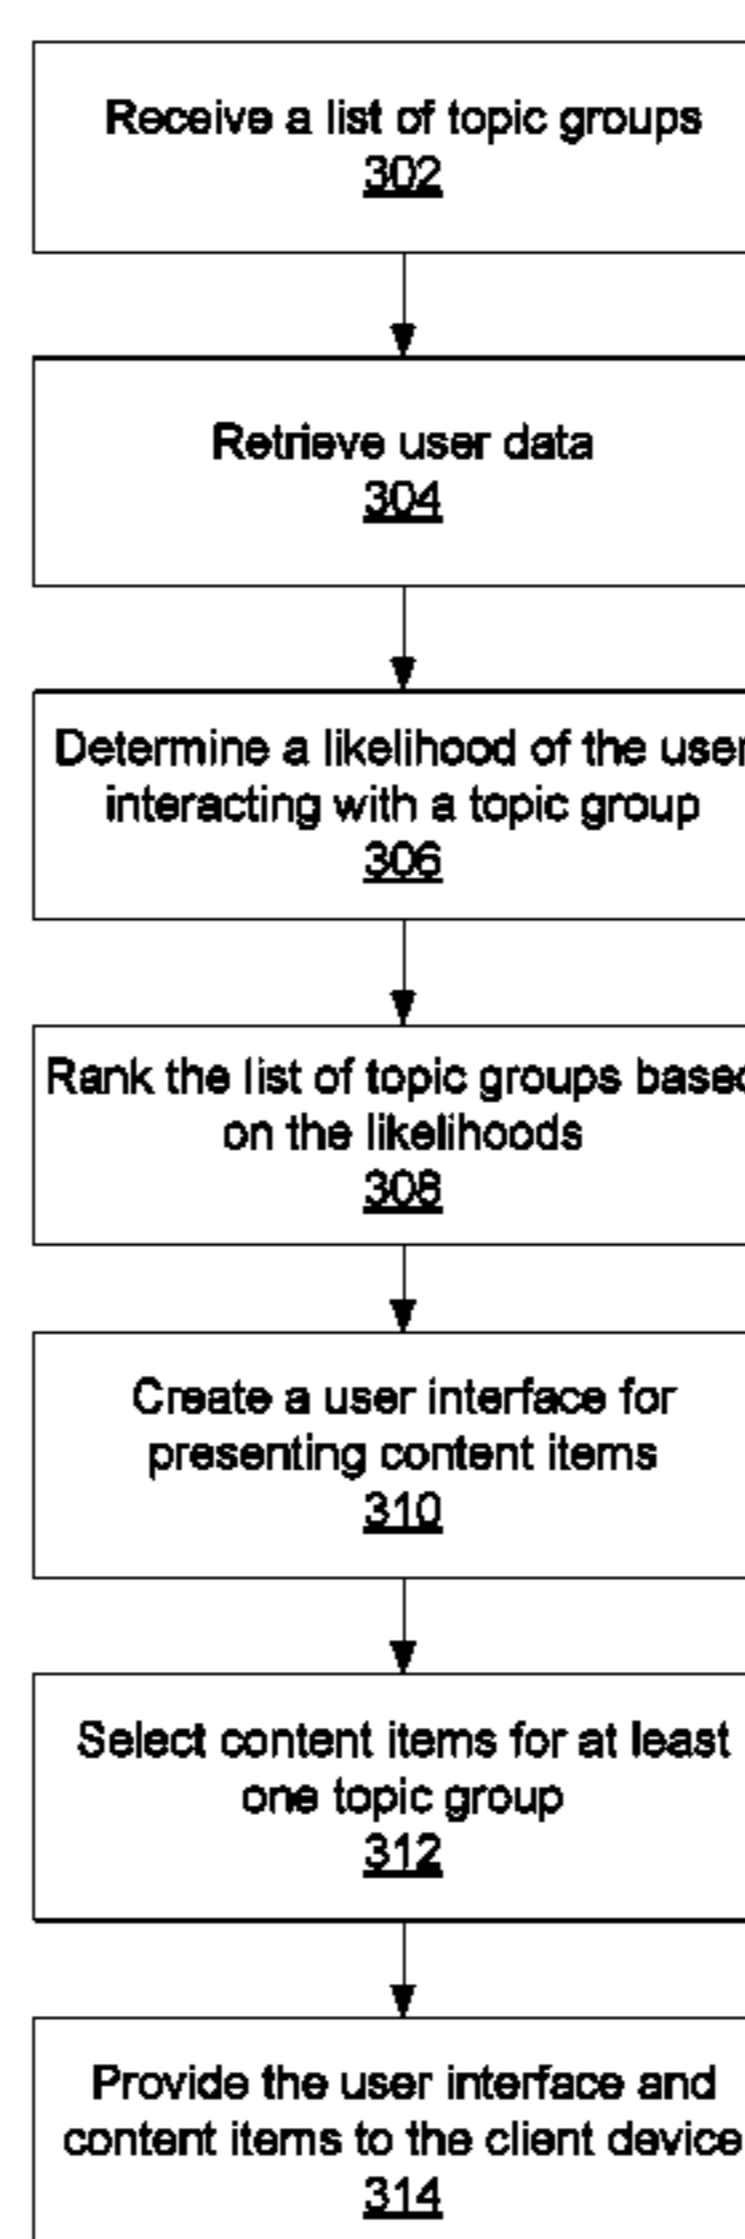 Receive a list of topic groups
302
Retrieve user data
304
Determine a likelihood of the user
interacting with a topic group
306
Rank the list of topic groups based
on the likelihoods
308
Create a user interface for
presenting content items
310
Select content items for at least
one topic group
312
Provide the user interface and
content items to the client device
314